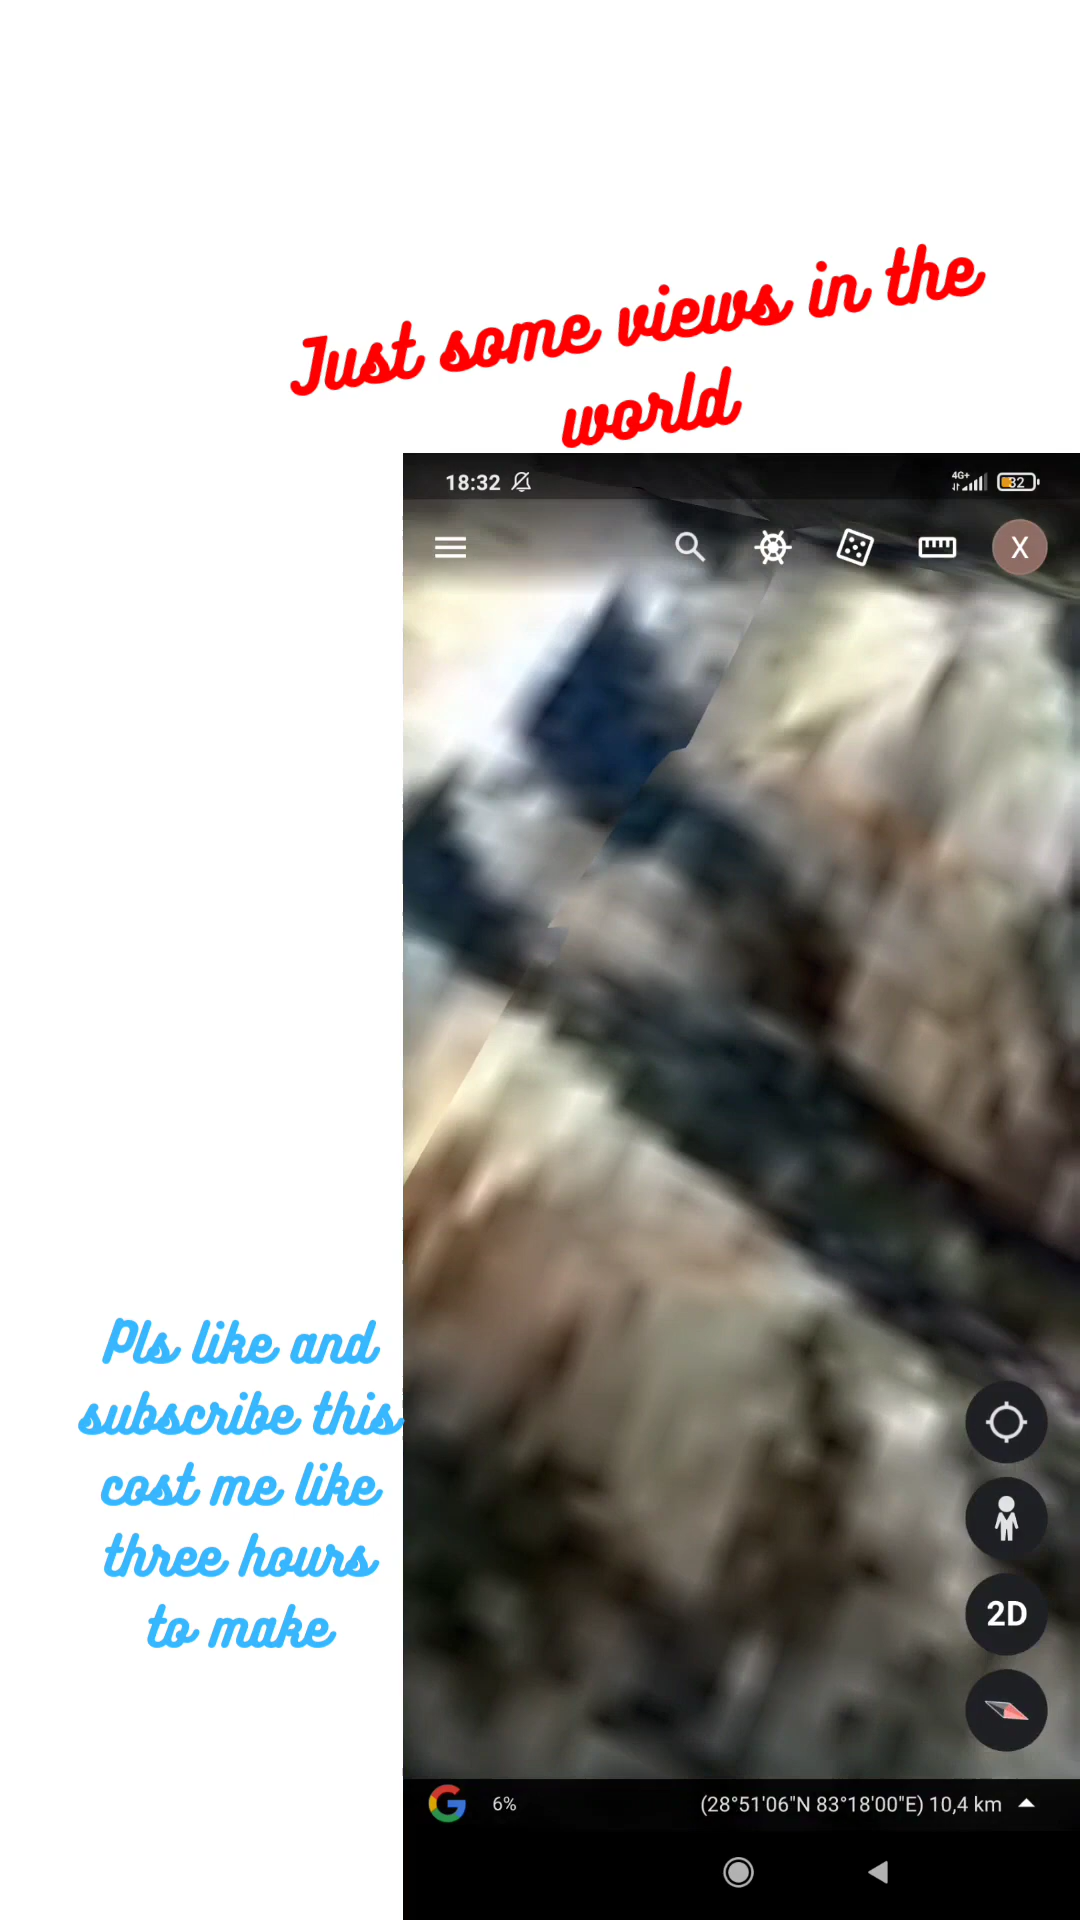 Just some views in the
world
18:32
4G+
32
X
Pls like and
subscribe this
cost me like
three hours
to make
2D
6%
(28°51'06"N 83°18'00"E) 10,4 km